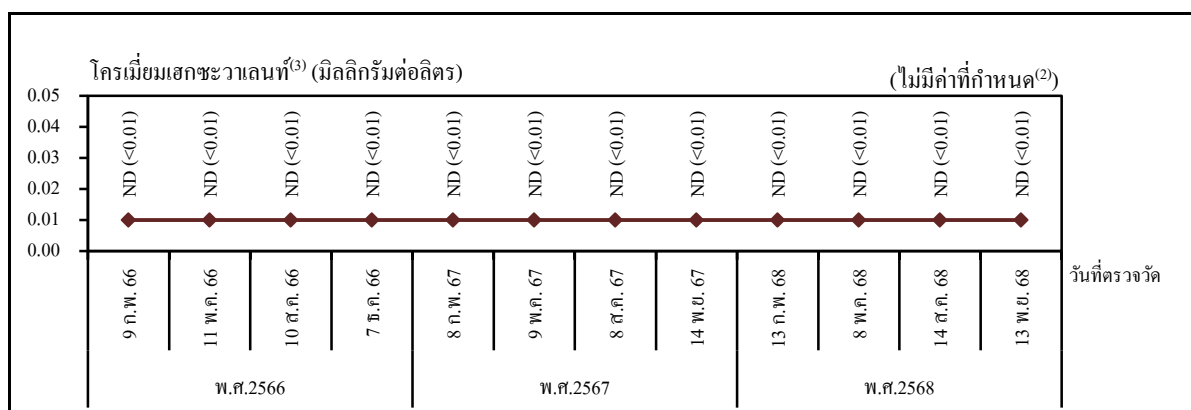 โครเมี่ยมเฮกซะวาเลนท์⁽³⁾ (มิลลิกรัมต่อลิตร)
(ไม่มีค่าที่กำหนด⁽²⁾)
0.05
0.04
0.03
0.02
0.01
0.00
ND (<0.01)
ND (<0.01)
ND (<0.01)
ND (<0.01)
ND (<0.01)
ND (<0.01)
ND (<0.01)
ND (<0.01)
ND (<0.01)
ND (<0.01)
ND (<0.01)
ND (<0.01)
9 ก.พ. 66
11 พ.ค. 66
10 ส.ค. 66
7 ธ.ค. 66
8 ก.พ. 67
9 พ.ค. 67
8 ส.ค. 67
14 พ.ย. 67
13 ก.พ. 68
8 พ.ค. 68
14 ส.ค. 68
13 พ.ย. 68
วันที่ตรวจวัด
พ.ศ.2566
พ.ศ.2567
พ.ศ.2568